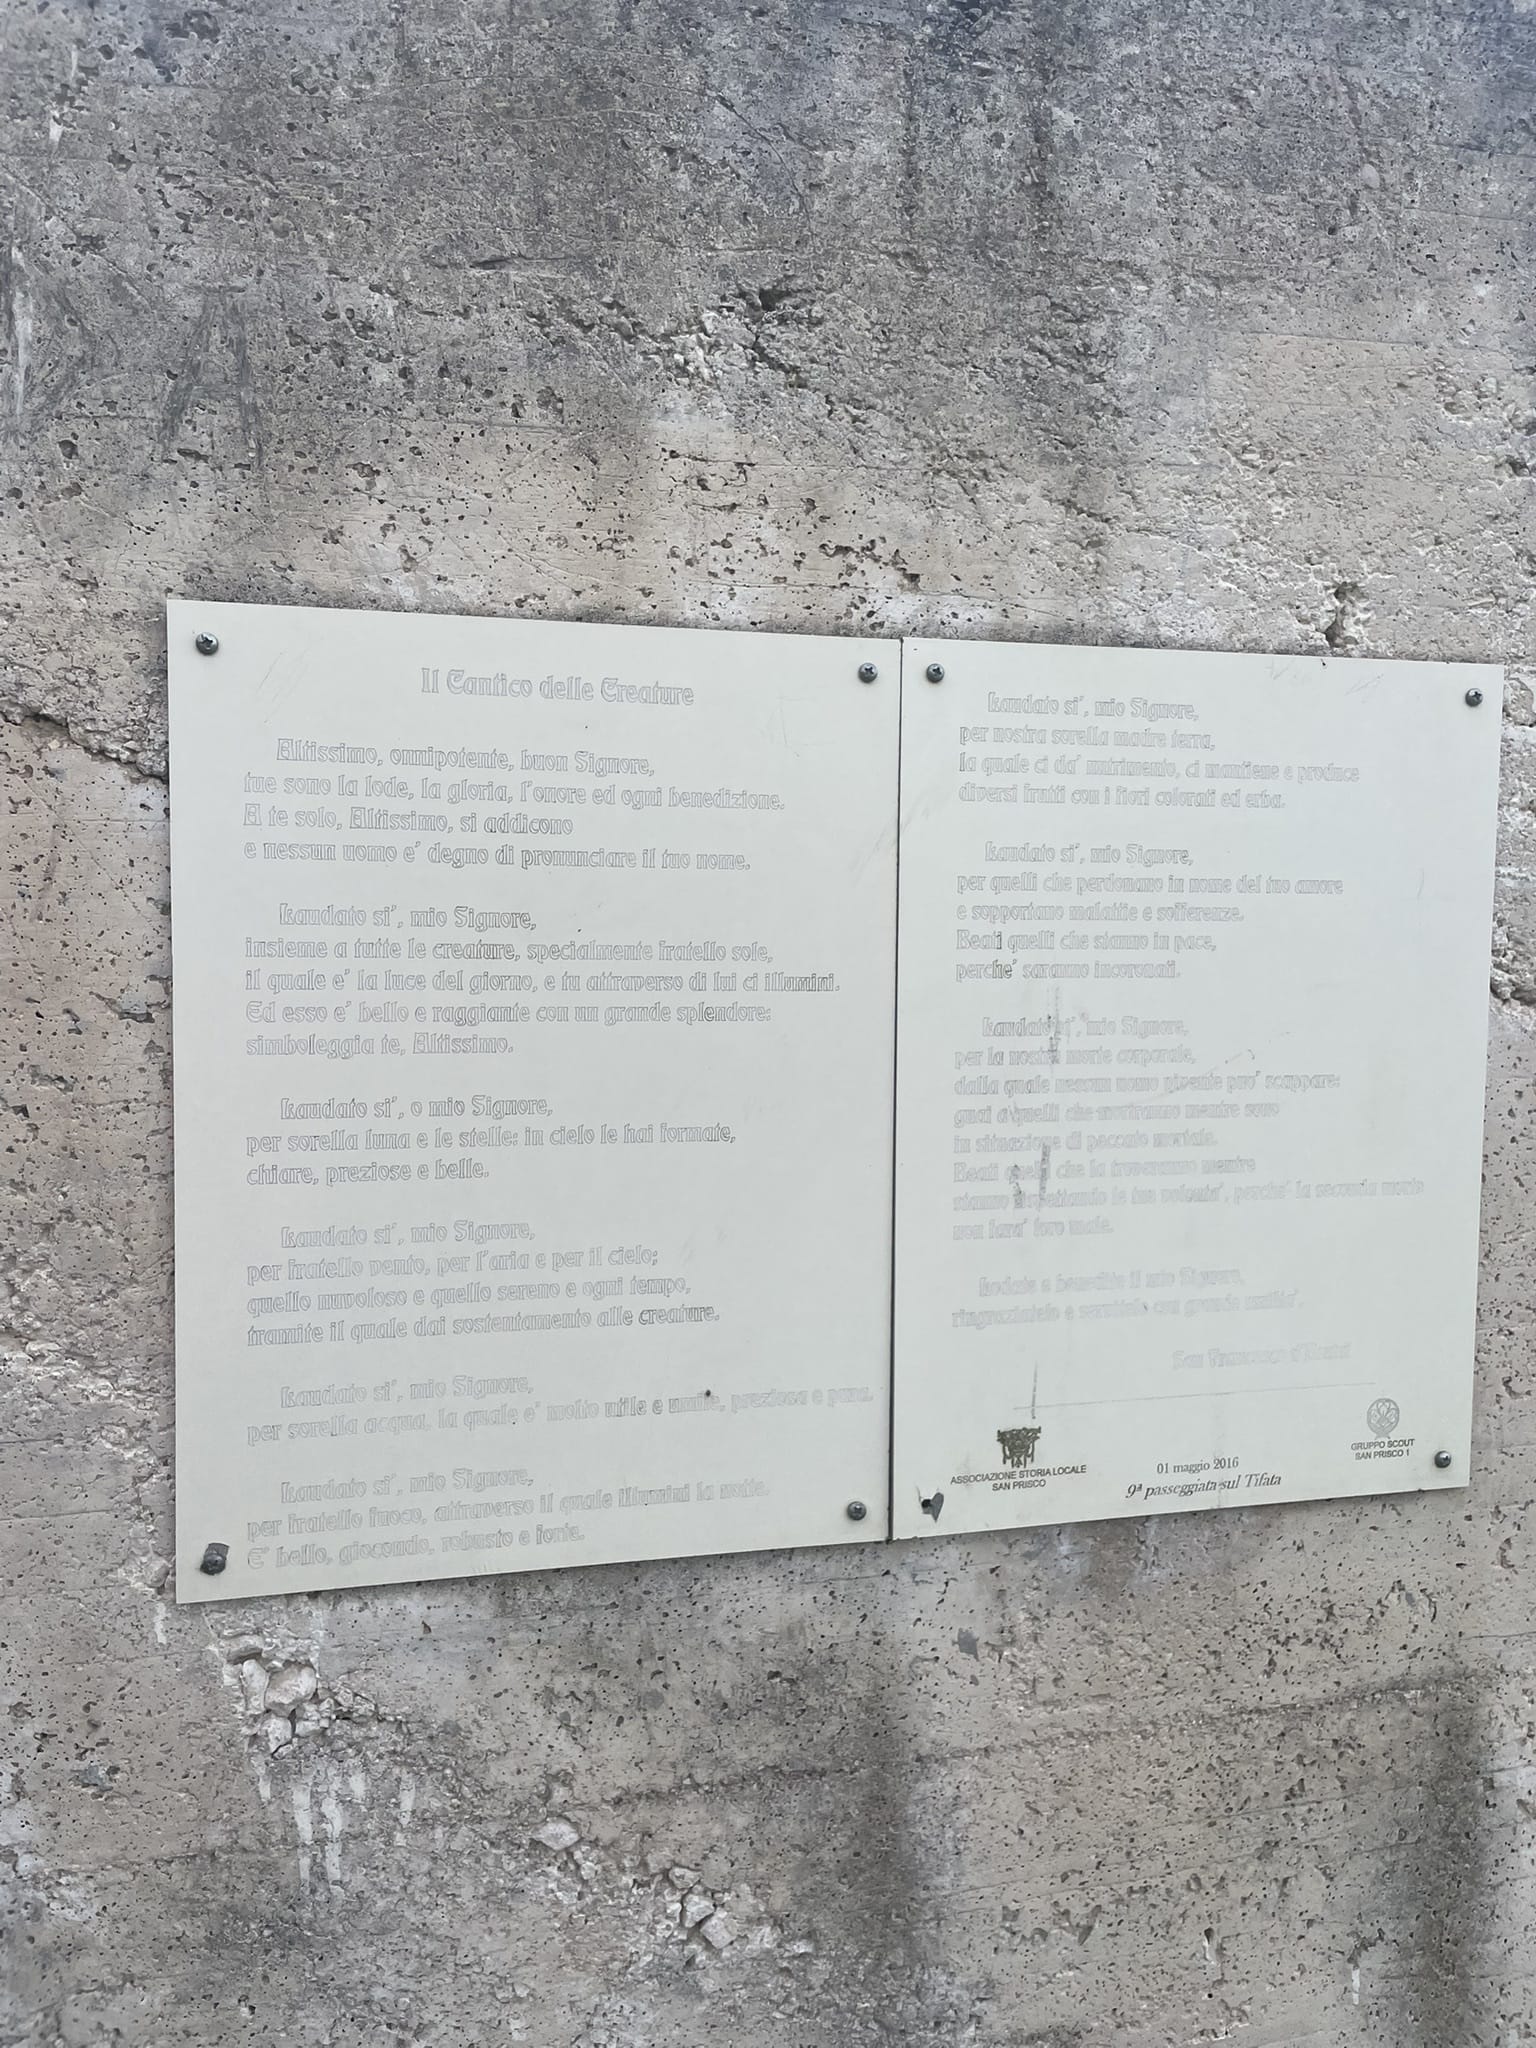 Il Cantico delle Creature
Altissimo, onnipotente, buon Signore,
tue sono la lode, la gloria, l'onore ed ogni benedizione.
A te solo, Altissimo, si addicono
e nessun uomo e' degno di pronunciare il tuo nome.
Laudato si', mio Signore,
insieme a tutte le creature, specialmente fratello sole,
il quale e' la luce del giorno, e tu attraverso di lui ci illumini.
Ed esso e' bello e raggiante con un grande splendore:
simboleggia te, Altissimo.
Laudato si', o mio Signore,
per sorella luna e le stelle: in cielo le hai formate,
chiare, preziose e belle.
Laudato si', mio Signore,
per fratello vento, per l'aria e per il cielo;
quello nuvoloso e quello sereno e ogni tempo,
tramite il quale dai sostentamento alle creature.
Laudato si', mio Signore,
per sorella acqua, la quale e' molto utile e umile, preziosa e pura.
Laudato si', mio Signore,
per fratello fuoco, attraverso il quale illumini la notte.
E' bello, giocondo, robusto e forte.
Laudato si', mio Signore,
per nostra sorella madre terra,
la quale ci da' nutrimento, ci mantiene e produce
diversi frutti con i fiori colorati ed erba.
Laudato si', mio Signore,
per quelli che perdonano in nome del tuo amore
e sopportano malattie e sofferenze.
Beati quelli che stanno in pace,
perche' saranno incoronati.
Laudato si', mio Signore,
per la nostra morte corporale,
dalla quale nessun uomo vivente puo' scappare:
guai a quelli che moriranno mentre sono
in situazione di peccato mortale.
Beati quelli che la troveranno mentre
stanno rispettando le tue volonta', perche' la seconda morte
non fara' loro male.
Lodate e benedite il mio Signore,
ringraziatelo e servitelo con grande umilta'.
San Francesco d'Assisi
ASSOCIAZIONE STORIA LOCALE
SAN PRISCO
01 maggio 2016
9ª passeggiata sul Tifata
GRUPPO SCOUT
SAN PRISCO 1